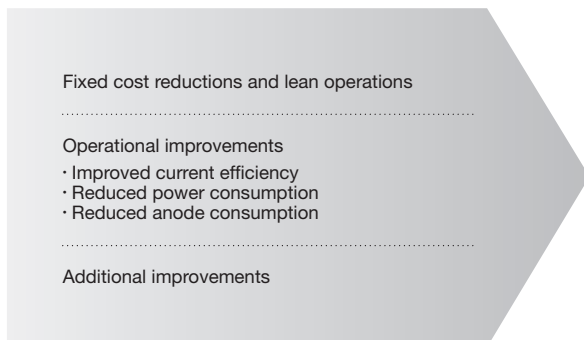 Fixed cost reductions and lean operations
Operational improvements
· Improved current efficiency
· Reduced power consumption
· Reduced anode consumption
Additional improvements